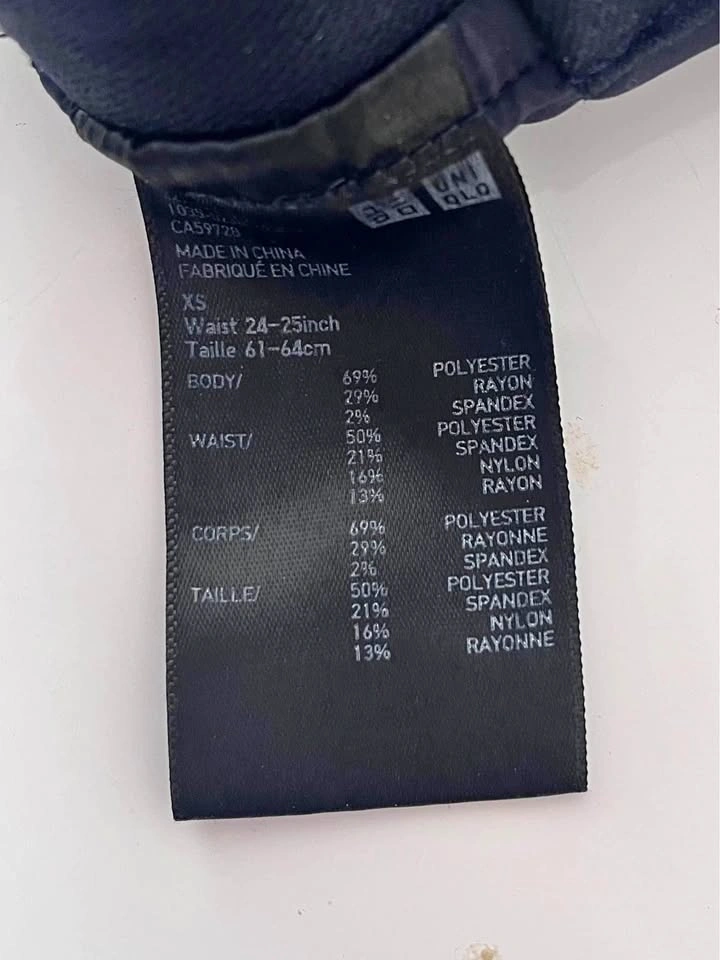 UNI
QLO
CA59728
MADE IN CHINA
FABRIQUÉ EN CHINE
XS
Waist 24-25inch
Taille 61-64cm
BODY/ 69% POLYESTER
29% RAYON
2% SPANDEX
WAIST/ 50% POLYESTER
21% SPANDEX
16% NYLON
13% RAYON
CORPS/ 69% POLYESTER
29% RAYONNE
2% SPANDEX
TAILLE/ 50% POLYESTER
21% SPANDEX
16% NYLON
13% RAYONNE